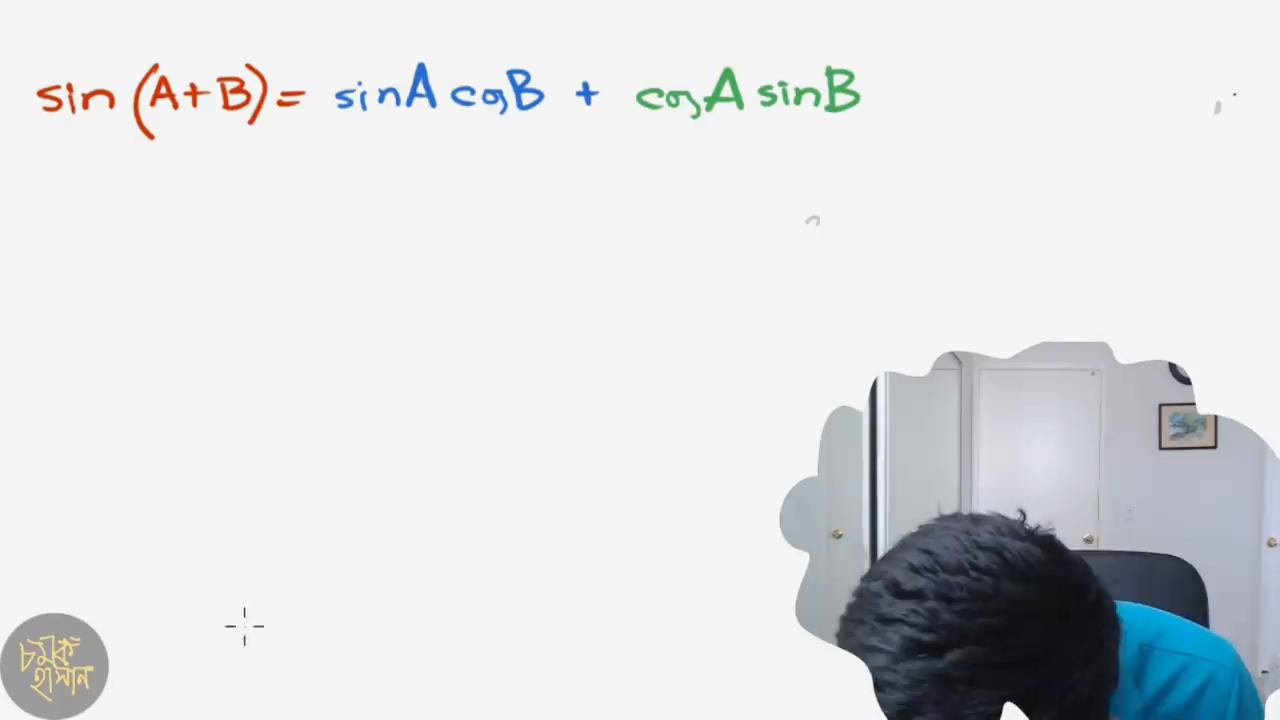 sin (A+B) = sinA cosB + cosA sinB
চমক
হাসান